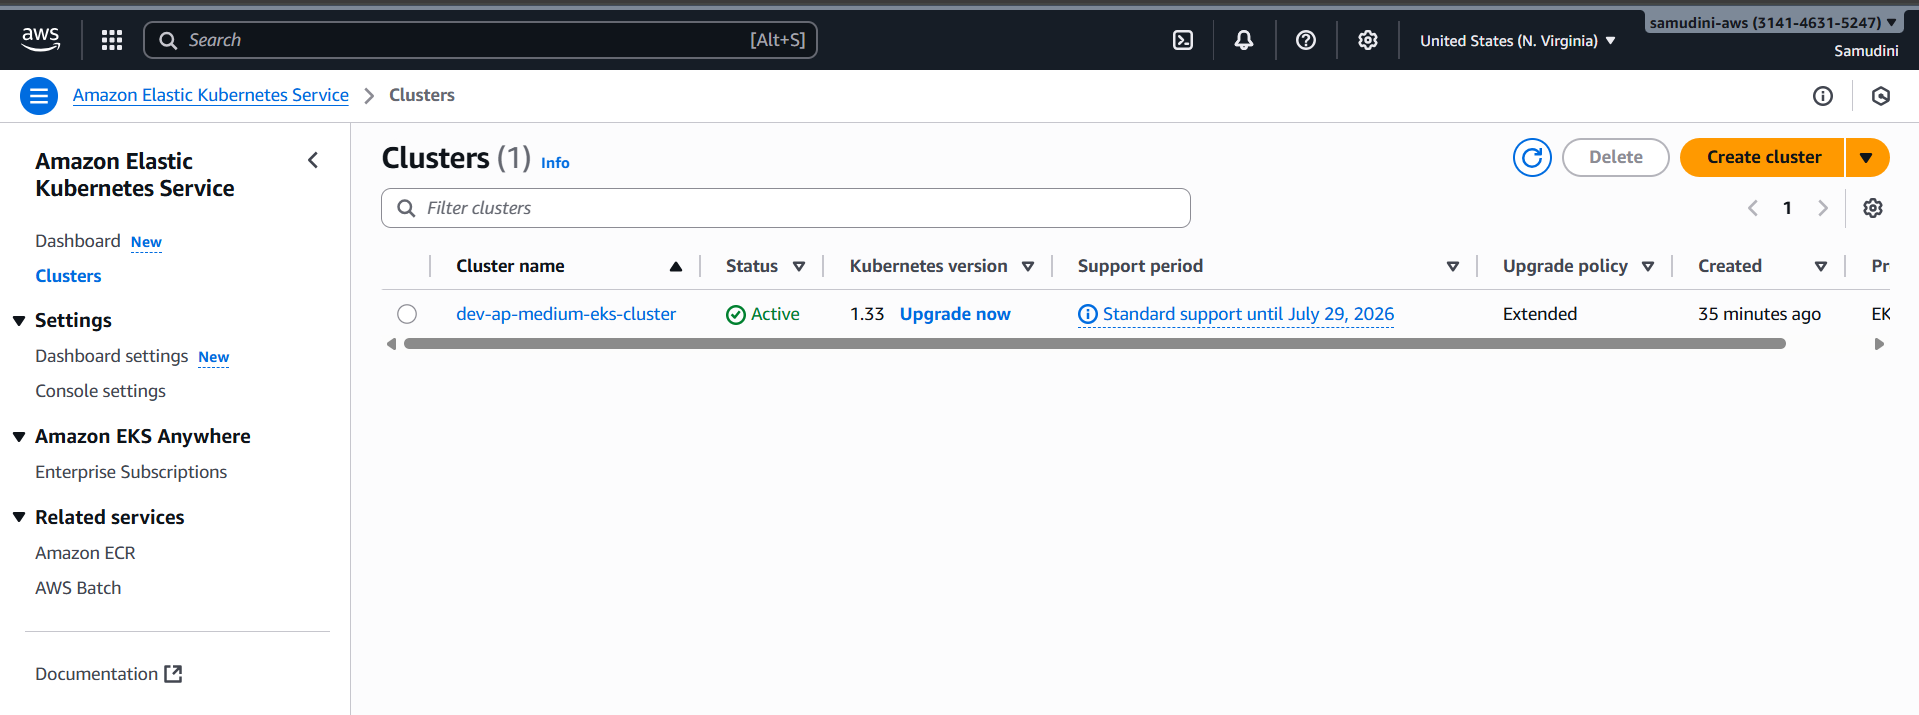 aws
Search [Alt+S]
United States (N. Virginia)
samudini-aws (3141-4631-5247)
Samudini
Amazon Elastic Kubernetes Service > Clusters
Amazon Elastic
Kubernetes Service
Dashboard New
Clusters
Settings
Dashboard settings New
Console settings
Amazon EKS Anywhere
Enterprise Subscriptions
Related services
Amazon ECR
AWS Batch
Documentation
Clusters (1) Info
Delete
Create cluster
Filter clusters
1
Cluster name Status Kubernetes version Support period Upgrade policy Created Pr
dev-ap-medium-eks-cluster Active 1.33 Upgrade now Standard support until July 29, 2026 Extended 35 minutes ago EK